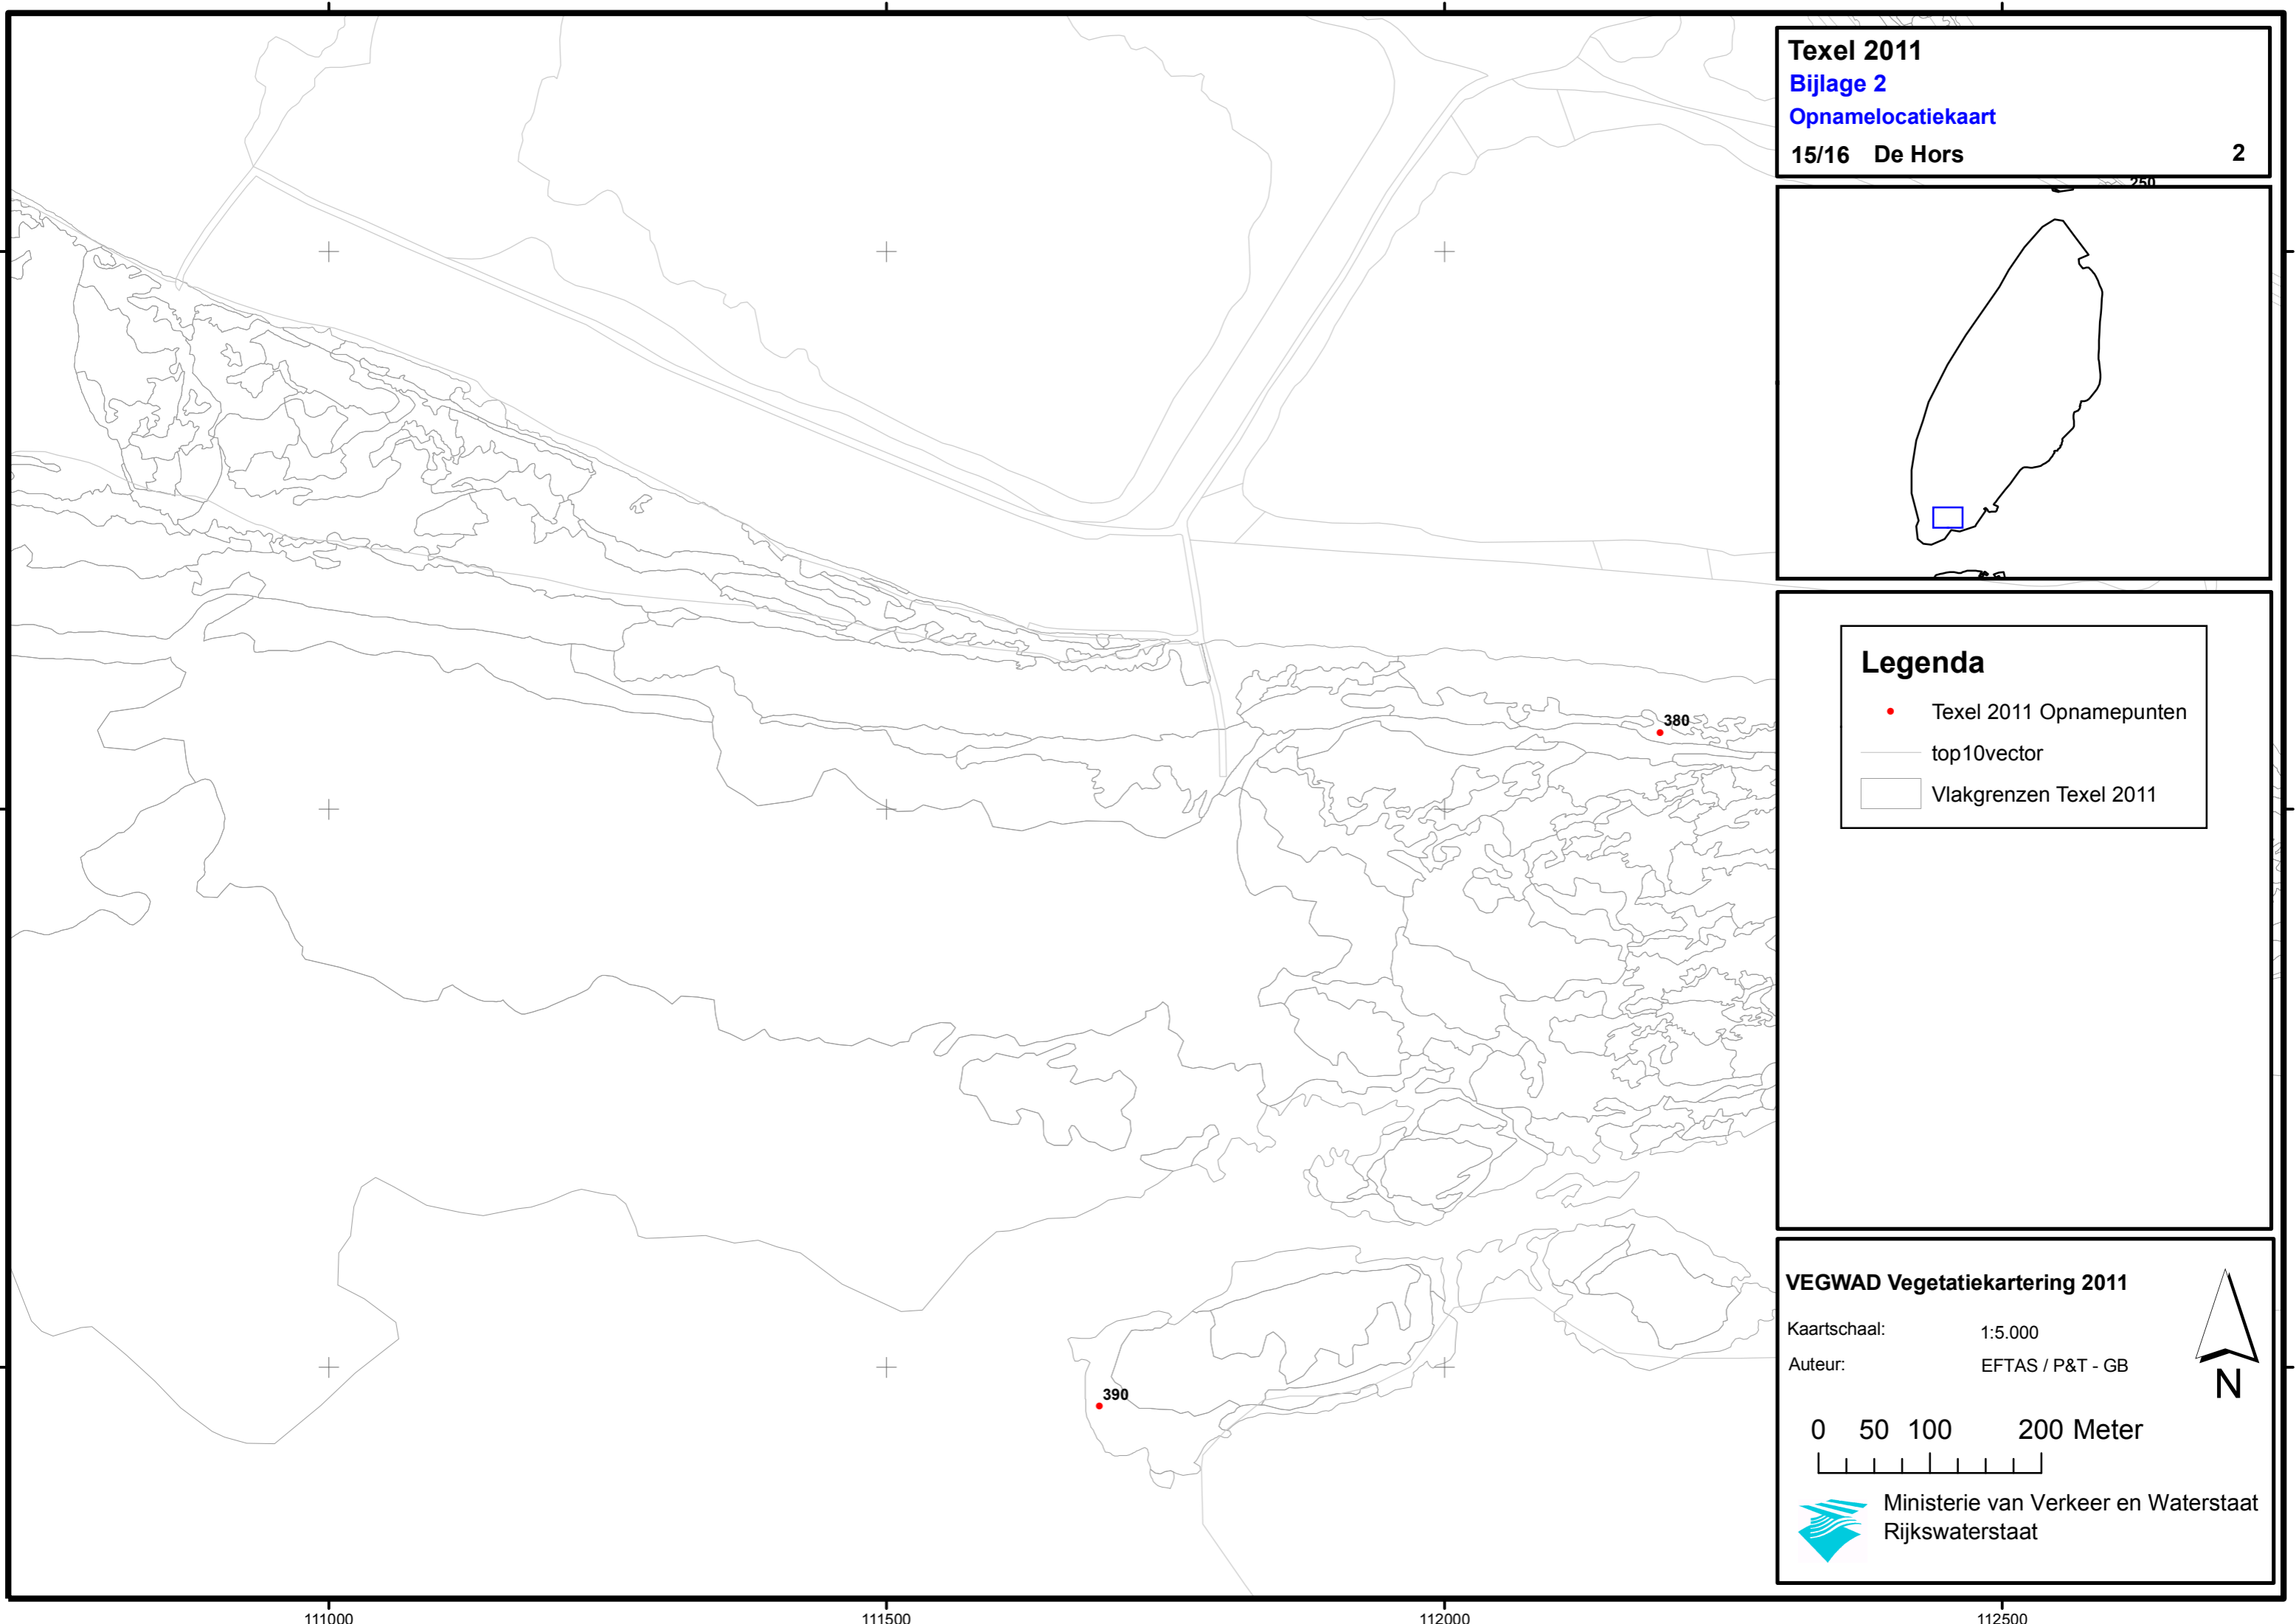 Texel 2011
Bijlage 2
Opnamelocatiekaart
15/16 De Hors 2
250
Legenda
Texel 2011 Opnamepunten
top10vector
Vlakgrenzen Texel 2011
380
390
VEGWAD Vegetatiekartering 2011
Kaartschaal: 1:5.000
Auteur: EFTAS / P&T - GB
N
0 50 100 200 Meter
Ministerie van Verkeer en Waterstaat
Rijkswaterstaat
111000 111500 112000 112500